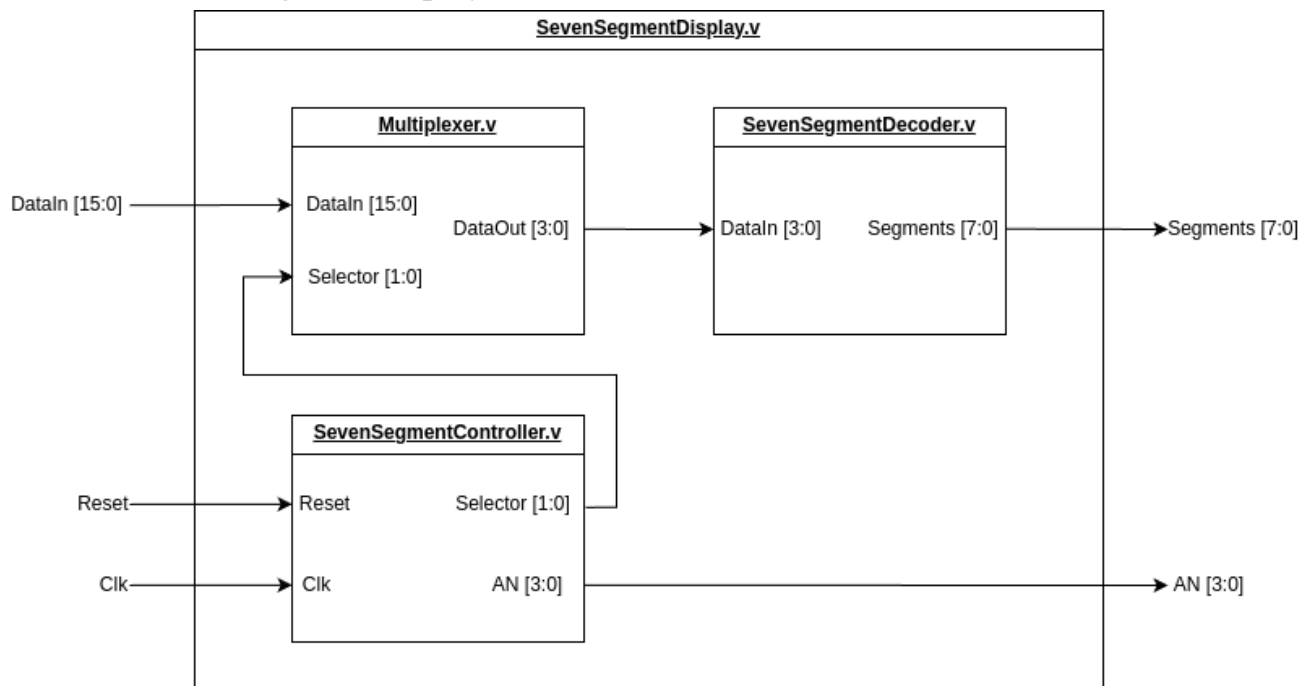 SevenSegmentDisplay.v
Multiplexer.v
SevenSegmentDecoder.v
DataIn [15:0]
DataIn [15:0]
DataOut [3:0]
DataIn [3:0]
Segments [7:0]
Segments [7:0]
Selector [1:0]
SevenSegmentController.v
Reset
Reset
Selector [1:0]
Clk
Clk
AN [3:0]
AN [3:0]